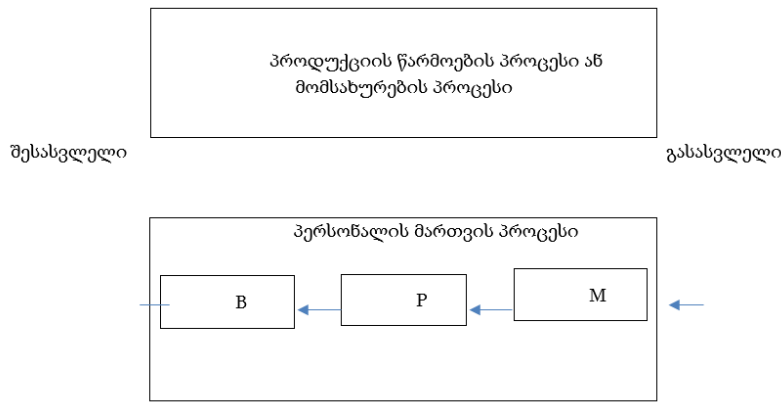 პროდუქციის წარმოების პროცესი ან
მომსახურების პროცესი
შესასვლელი
გასასვლელი
პერსონალის მართვის პროცესი
B
P
M